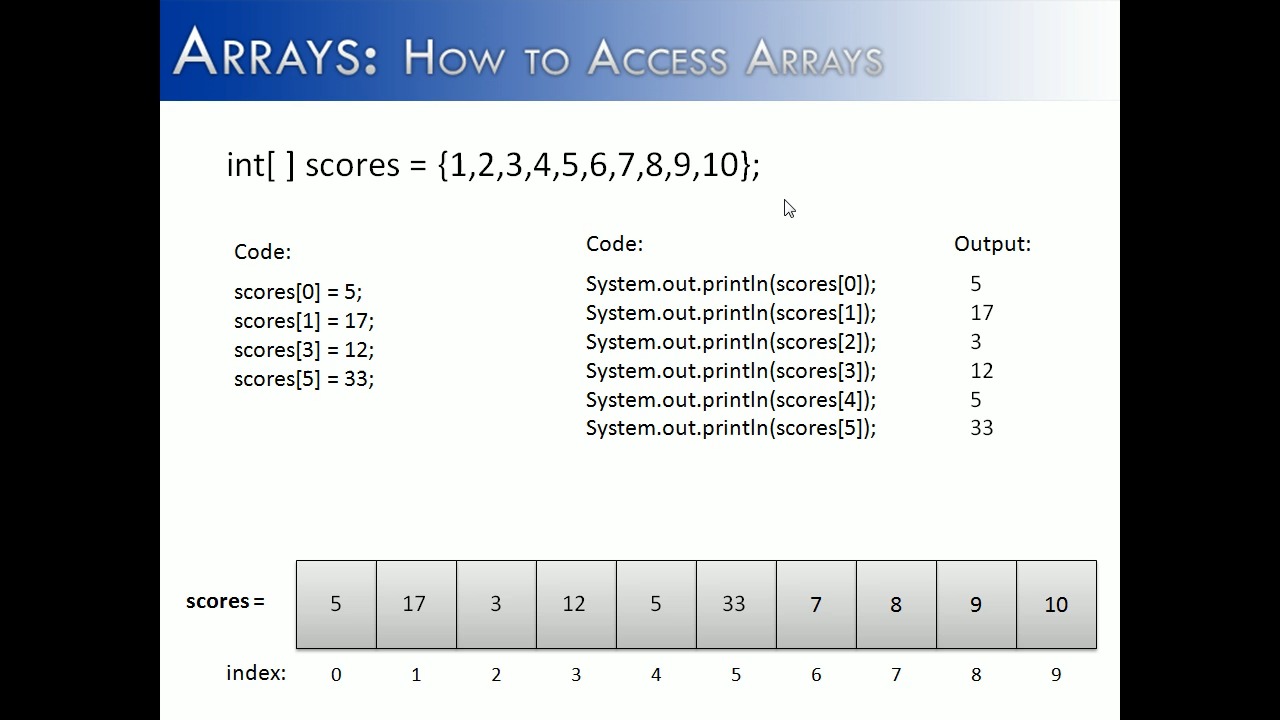 ARRAYS: HOW TO ACCESS ARRAYS
int[ ] scores = {1,2,3,4,5,6,7,8,9,10};
Code:
scores[0] = 5;
scores[1] = 17;
scores[3] = 12;
scores[5] = 33;
Code: Output:
System.out.println(scores[0]); 5
System.out.println(scores[1]); 17
System.out.println(scores[2]); 3
System.out.println(scores[3]); 12
System.out.println(scores[4]); 5
System.out.println(scores[5]); 33
scores = 5 17 3 12 5 33 7 8 9 10
index: 0 1 2 3 4 5 6 7 8 9